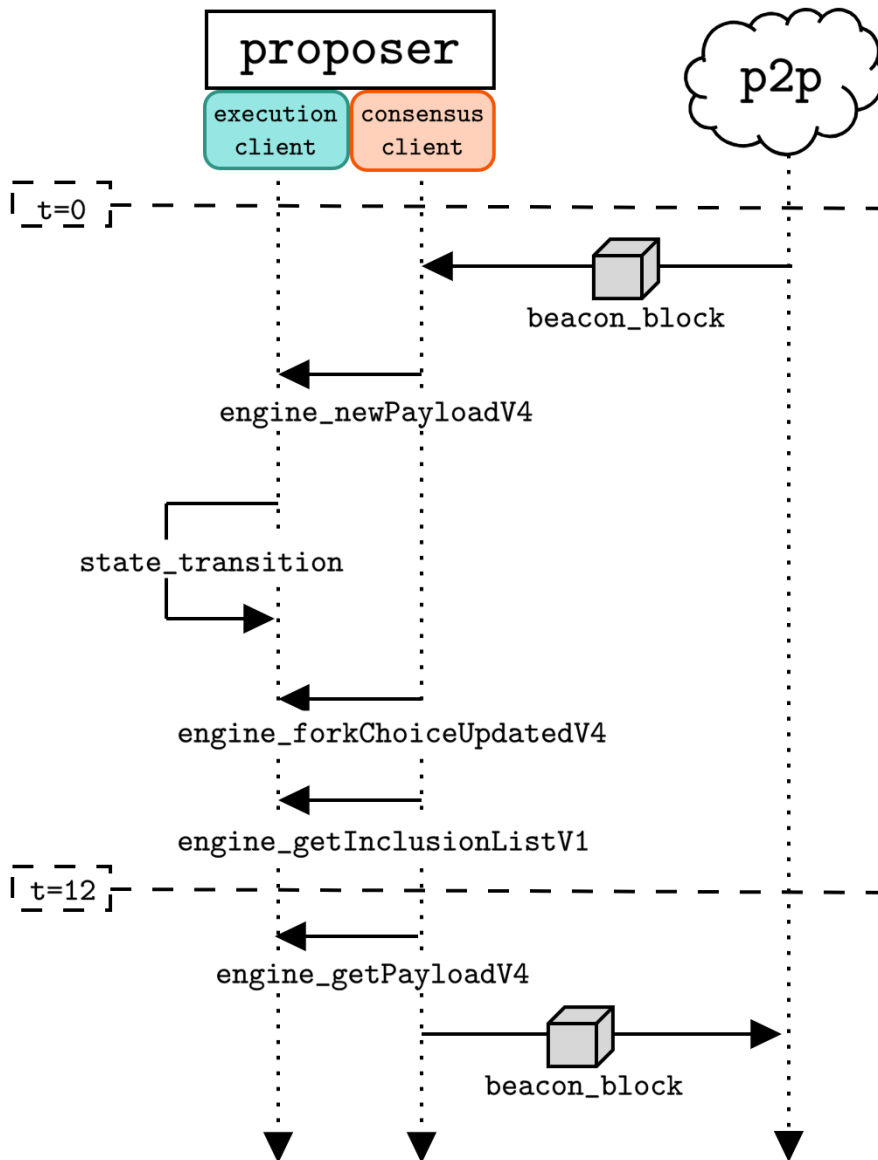 proposer
p2p
execution
client
consensus
client
t=0
beacon_block
engine_newPayloadV4
state_transition
engine_forkChoiceUpdatedV4
engine_getInclusionListV1
t=12
engine_getPayloadV4
beacon_block